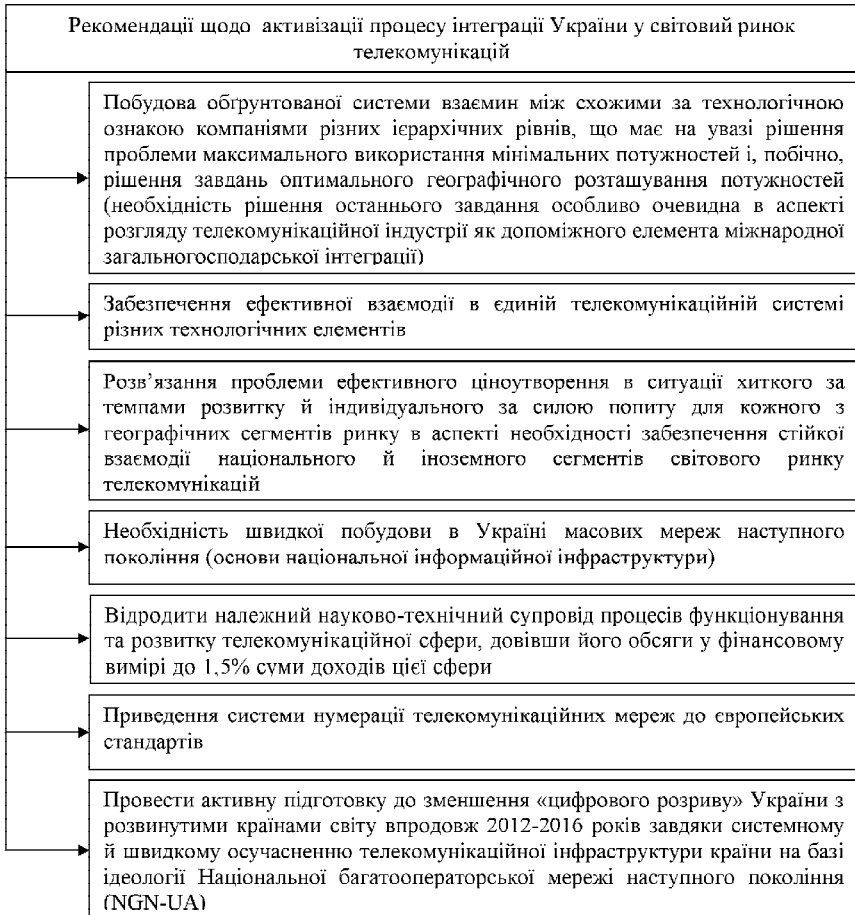 Рекомендації щодо активізації процесу інтеграції України у світовий ринок
телекомунікацій
Побудова обґрунтованої системи взаємин між схожими за технологічною
ознакою компаніями різних ієрархічних рівнів, що має на увазі рішення
проблеми максимального використання мінімальних потужностей і, побічно,
рішення завдань оптимального географічного розташування потужностей
(необхідність рішення останнього завдання особливо очевидна в аспекті
розгляду телекомунікаційної індустрії як допоміжного елемента міжнародної
загальногосподарської інтеграції)
Забезпечення ефективної взаємодії в єдиній телекомунікаційній системі
різних технологічних елементів
Розв’язання проблеми ефективного ціноутворення в ситуації хиткого за
темпами розвитку й індивідуального за силою попиту для кожного з
географічних сегментів ринку в аспекті необхідності забезпечення стійкої
взаємодії національного й іноземного сегментів світового ринку
телекомунікацій
Необхідність швидкої побудови в Україні масових мереж наступного
покоління (основи національної інформаційної інфраструктури)
Відродити належний науково-технічний супровід процесів функціонування
та розвитку телекомунікаційної сфери, довівши його обсяги у фінансовому
вимірі до 1,5% суми доходів цієї сфери
Приведення системи нумерації телекомунікаційних мереж до європейських
стандартів
Провести активну підготовку до зменшення «цифрового розриву» України з
розвинутими країнами світу впродовж 2012-2016 років завдяки системному
й швидкому осучасненню телекомунікаційної інфраструктури країни на базі
ідеології Національної багатооператорської мережі наступного покоління
(NGN-UA)